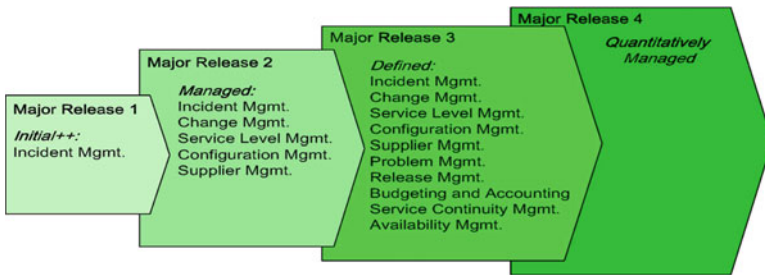 Major Release 1
Initial++:
Incident Mgmt.
Major Release 2
Managed:
Incident Mgmt.
Change Mgmt.
Service Level Mgmt.
Configuration Mgmt.
Supplier Mgmt.
Major Release 3
Defined:
Incident Mgmt.
Change Mgmt.
Service Level Mgmt.
Configuration Mgmt.
Supplier Mgmt.
Problem Mgmt.
Release Mgmt.
Budgeting and Accounting
Service Continuity Mgmt.
Availability Mgmt.
Major Release 4
Quantitatively
Managed